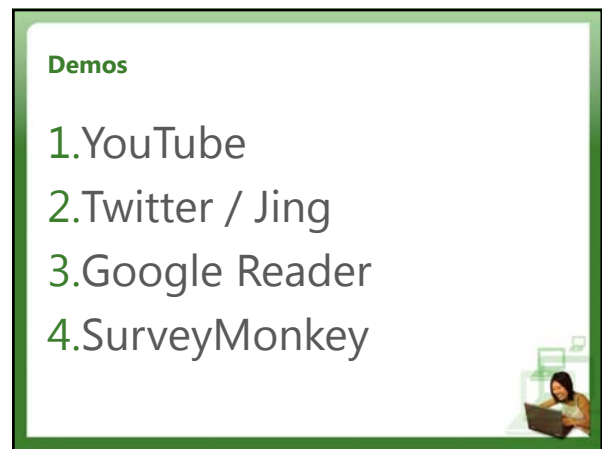 Demos
1.YouTube
2.Twitter / Jing
3.Google Reader
4.SurveyMonkey